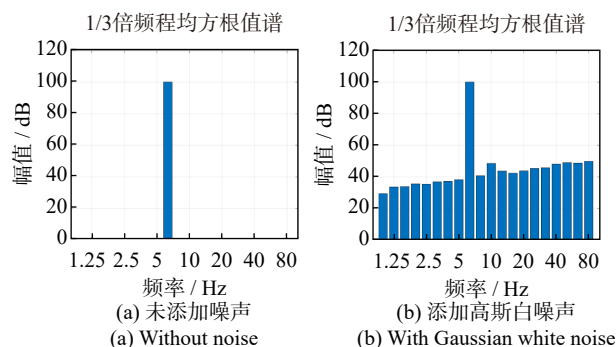 1/3倍频程均方根值谱
120
100
80
60
40
20
0
幅值 / dB
1.25 2.5 5 10 20 40 80
频率 / Hz
(a) 未添加噪声
(a) Without noise
1/3倍频程均方根值谱
120
100
80
60
40
20
0
幅值 / dB
1.25 2.5 5 10 20 40 80
频率 / Hz
(b) 添加高斯白噪声
(b) With Gaussian white noise